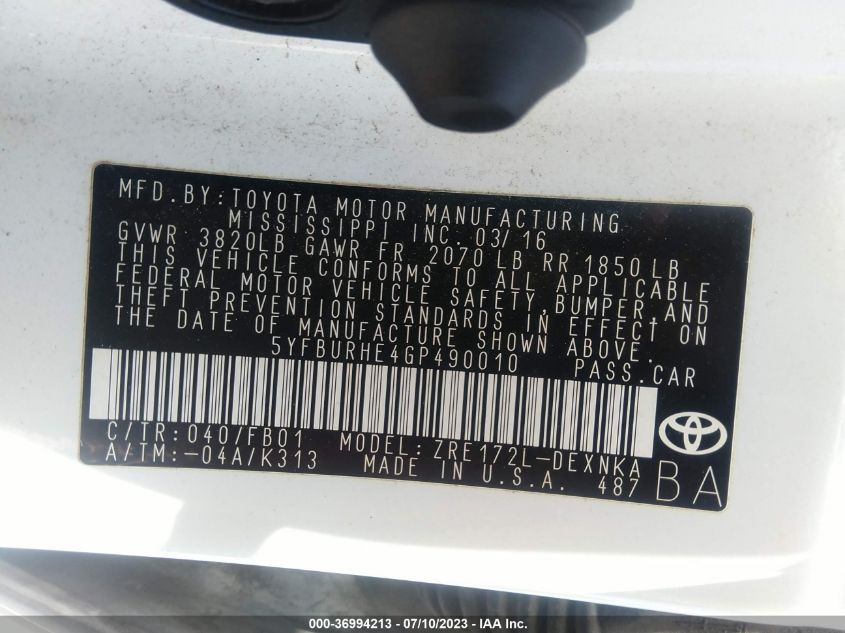 MFD.BY:TOYOTA MOTOR MANUFACTURING
MISSISSIPPI INC. 03/16
GVWR 3820LB GAWR FR 2070 LB RR 1850 LB
THIS VEHICLE CONFORMS TO ALL APPLICABLE
FEDERAL MOTOR VEHICLE SAFETY,BUMPER,AND
THEFT PREVENTION STANDARDS IN EFFECT ON
THE DATE OF MANUFACTURE SHOWN ABOVE.
5YFBURHE4GP490010 PASS.CAR
C/TR:040/FB01 MODEL:ZRE172L-DEXNKA
A/TM:-04A/K313 MADE IN U.S.A. 487 BA
000-36994213 - 07/10/2023 - IAA Inc.